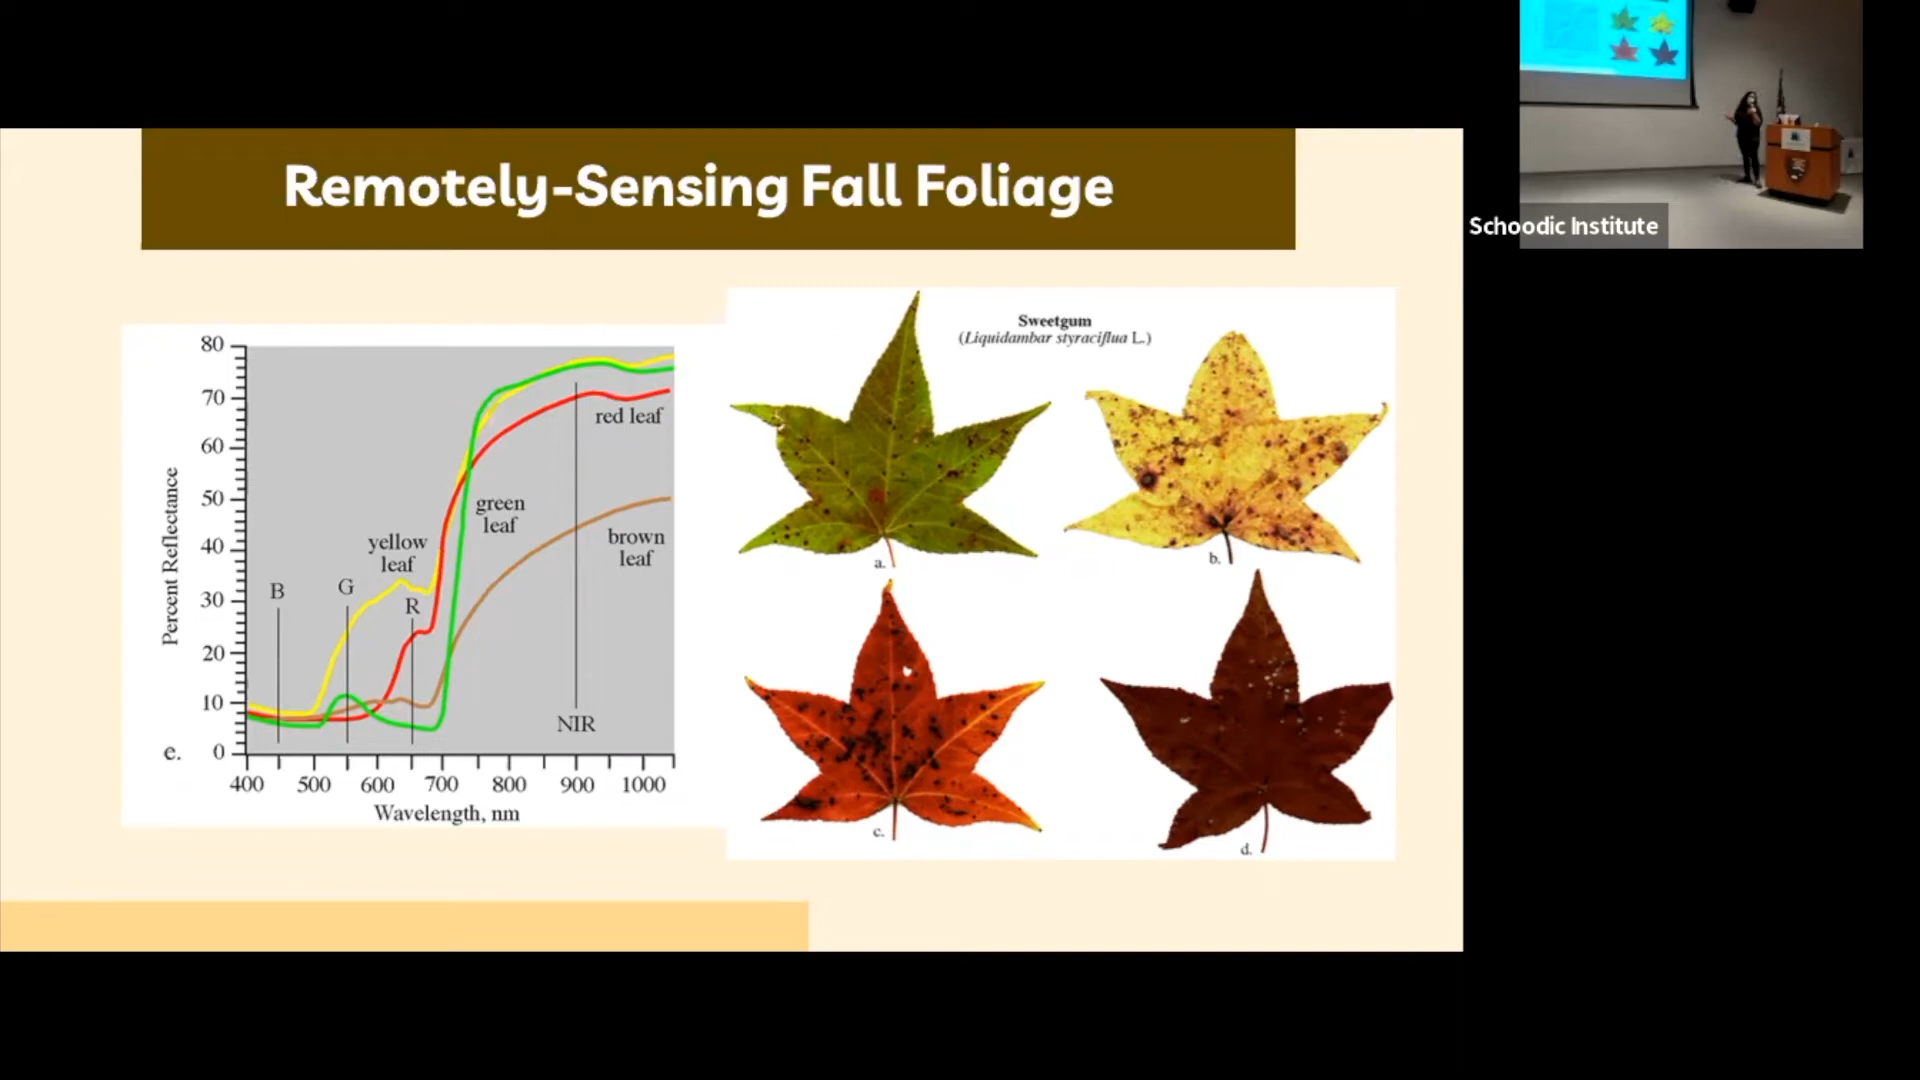 Remotely-Sensing Fall Foliage
Schoodic Institute
80
70
60
50
40
30
20
10
0
Percent Reflectance
B
G
R
NIR
yellow
leaf
green
leaf
red leaf
brown
leaf
e.
400 500 600 700 800 900 1000
Wavelength, nm
Sweetgum
(Liquidambar styraciflua L.)
a.
b.
c.
d.